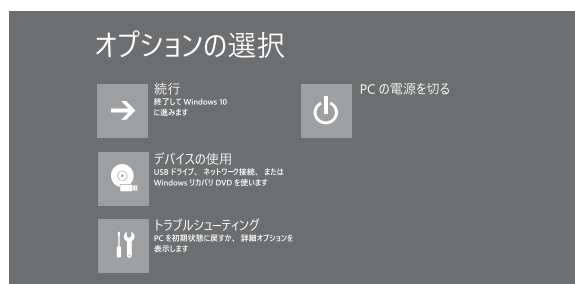 オプションの選択
続行
終了して Windows 10
に進みます
PC の電源を切る
デバイスの使用
USB ドライブ、ネットワーク接続、または
Windows リカバリ DVD を使います
トラブルシューティング
PC を初期状態に戻すか、詳細オプションを
表示します